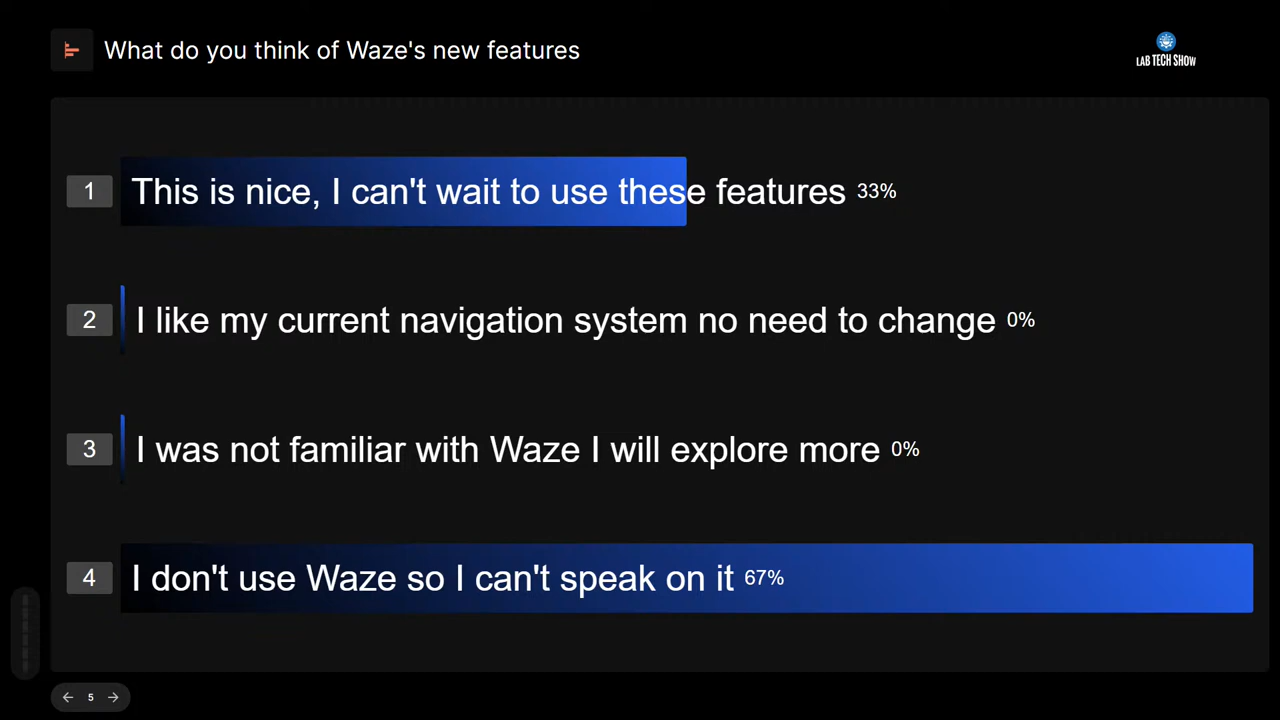 What do you think of Waze's new features
LAB TECH SHOW
1 This is nice, I can't wait to use these features 33%
2 I like my current navigation system no need to change 0%
3 I was not familiar with Waze I will explore more 0%
4 I don't use Waze so I can't speak on it 67%
5